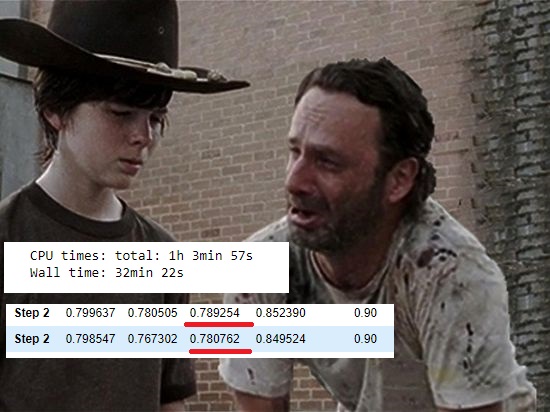 CPU times: total: 1h 3min 57s
Wall time: 32min 22s
Step 2 0.799637 0.780505 0.789254 0.852390 0.90
Step 2 0.798547 0.767302 0.780762 0.849524 0.90